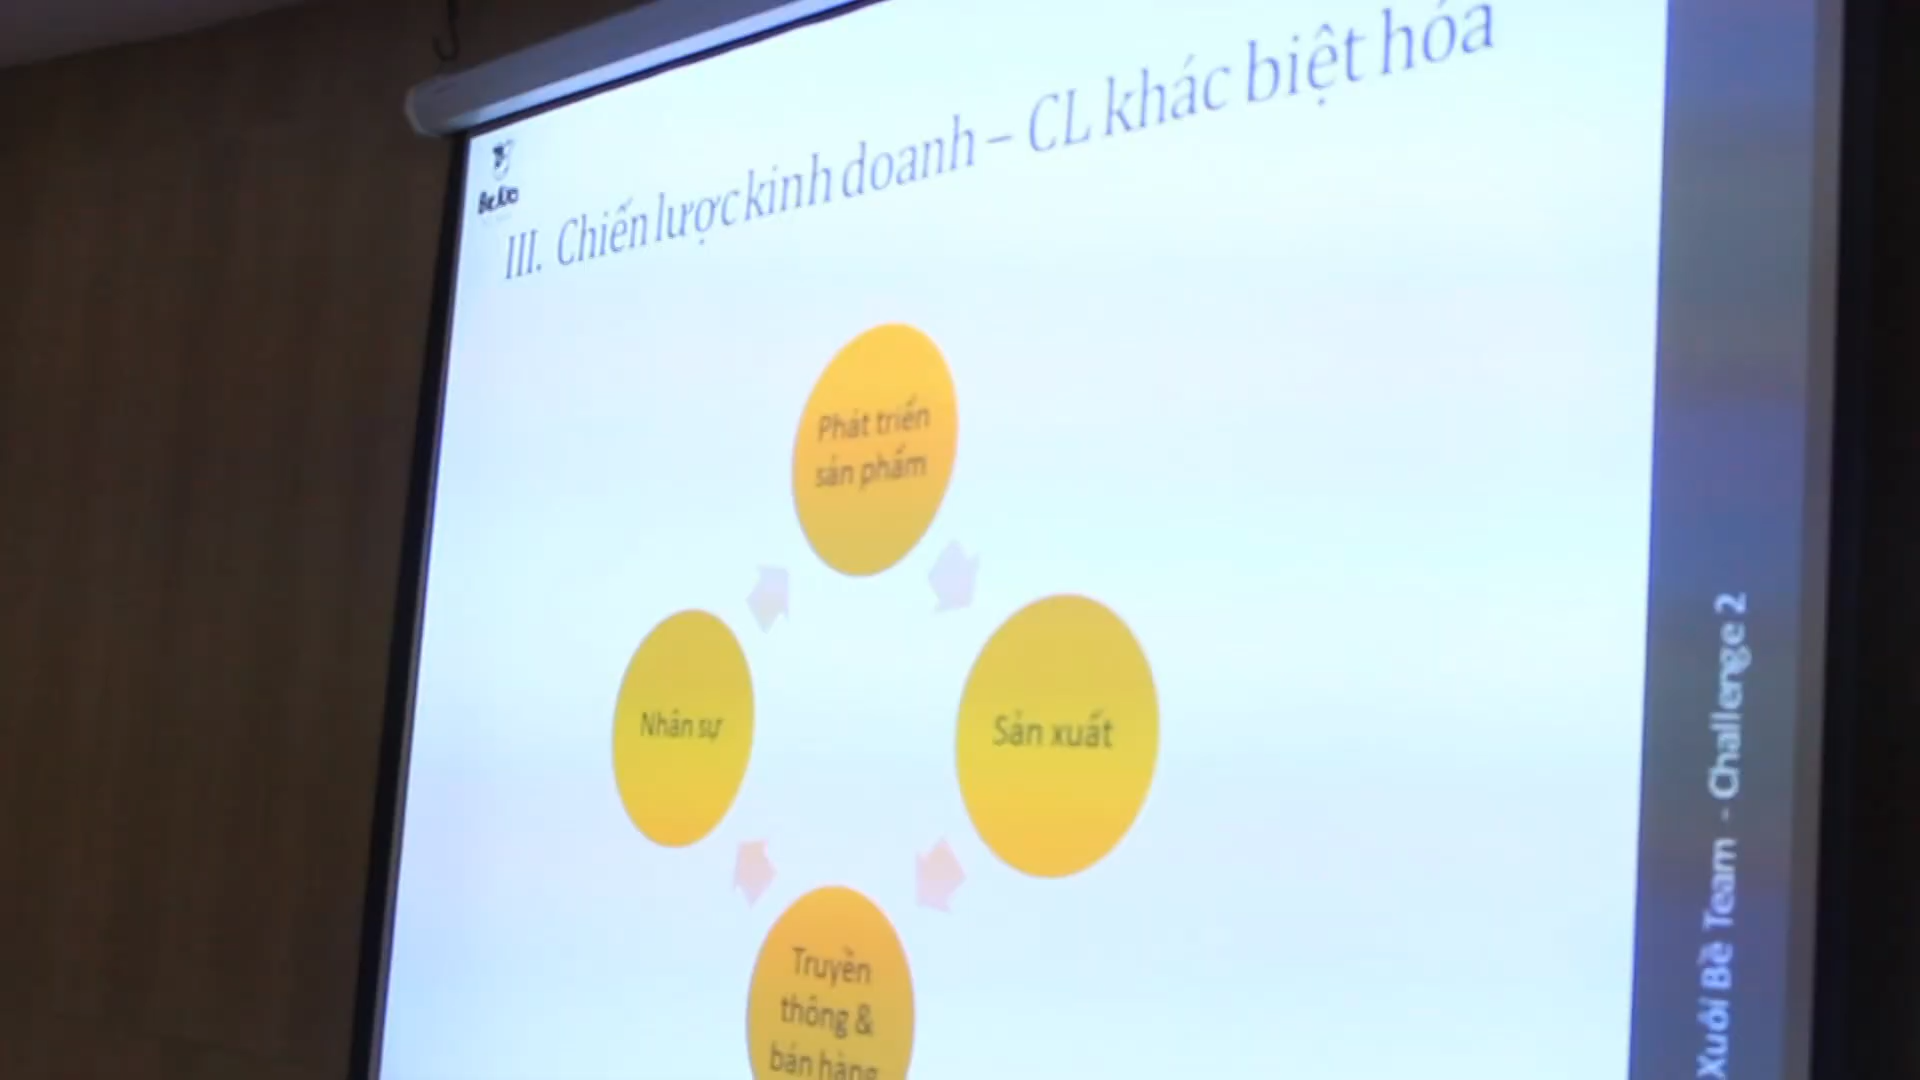 III. Chiến lược kinh doanh – CL khác biệt hóa
Phát triển
sản phẩm
Nhân sự
Sản xuất
Truyền
thông &
bán hàng
Xuôi Bề Team - Challenge 2